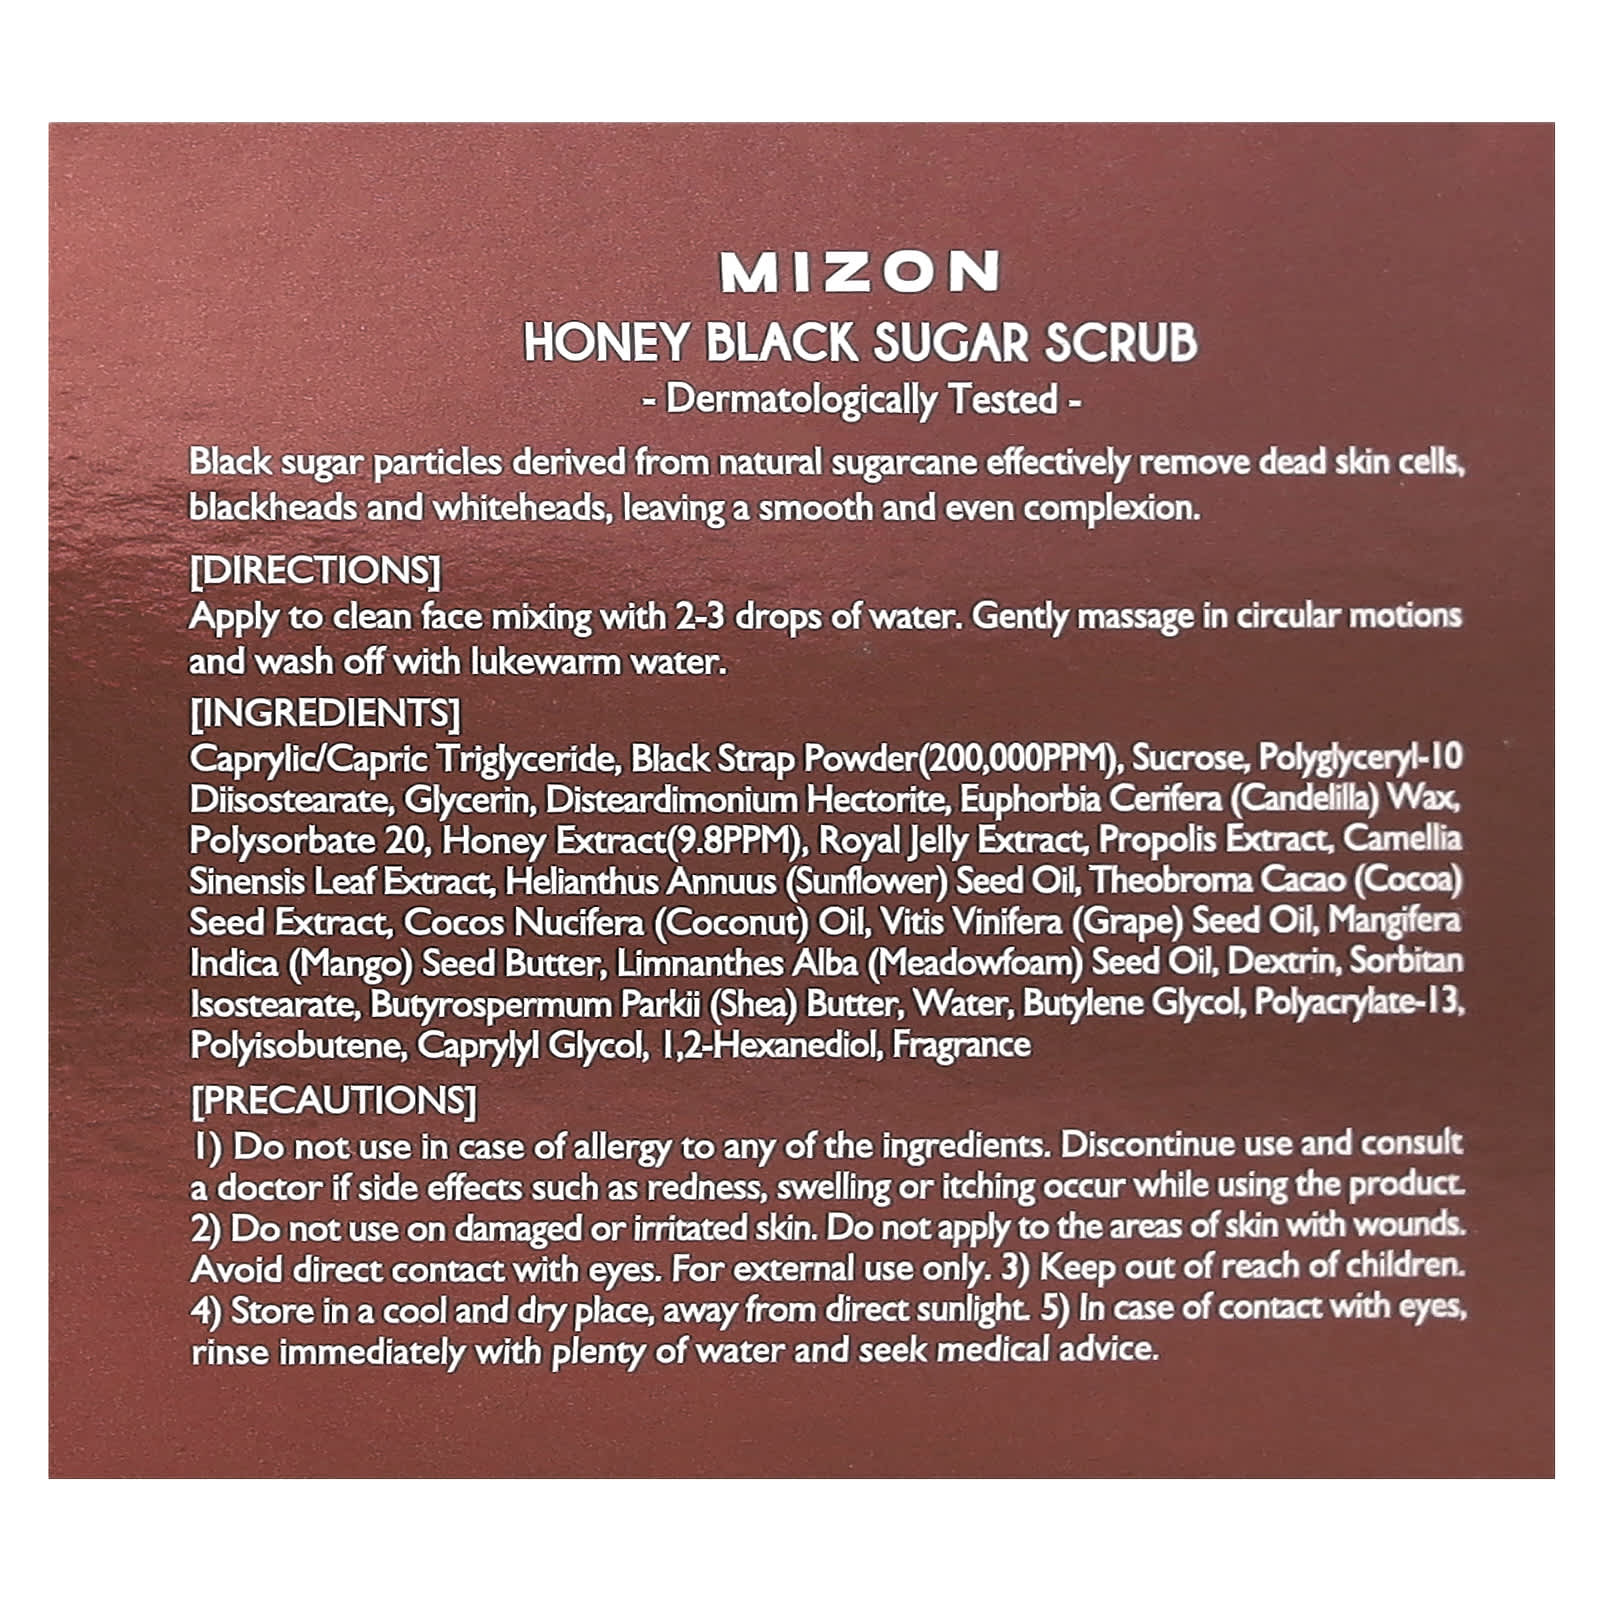 MIZON
HONEY BLACK SUGAR SCRUB
- Dermatologically Tested -
Black sugar particles derived from natural sugarcane effectively remove dead skin cells,
blackheads and whiteheads, leaving a smooth and even complexion.
[DIRECTIONS]
Apply to clean face mixing with 2-3 drops of water. Gently massage in circular motions
and wash off with lukewarm water.
[INGREDIENTS]
Caprylic/Capric Triglyceride, Black Strap Powder(200,000PPM), Sucrose, Polyglyceryl-10
Diisostearate, Glycerin, Disteardimonium Hectorite, Euphorbia Cerifera (Candelilla) Wax,
Polysorbate 20, Honey Extract(9.8PPM), Royal Jelly Extract, Propolis Extract, Camellia
Sinensis Leaf Extract, Helianthus Annuus (Sunflower) Seed Oil, Theobroma Cacao (Cocoa)
Seed Extract, Cocos Nucifera (Coconut) Oil, Vitis Vinifera (Grape) Seed Oil, Mangifera
Indica (Mango) Seed Butter, Limnanthes Alba (Meadowfoam) Seed Oil, Dextrin, Sorbitan
Isostearate, Butyrospermum Parkii (Shea) Butter, Water, Butylene Glycol, Polyacrylate-13,
Polyisobutene, Caprylyl Glycol, 1,2-Hexanediol, Fragrance
[PRECAUTIONS]
1) Do not use in case of allergy to any of the ingredients. Discontinue use and consult
a doctor if side effects such as redness, swelling or itching occur while using the product.
2) Do not use on damaged or irritated skin. Do not apply to the areas of skin with wounds.
Avoid direct contact with eyes. For external use only. 3) Keep out of reach of children.
4) Store in a cool and dry place, away from direct sunlight. 5) In case of contact with eyes,
rinse immediately with plenty of water and seek medical advice.